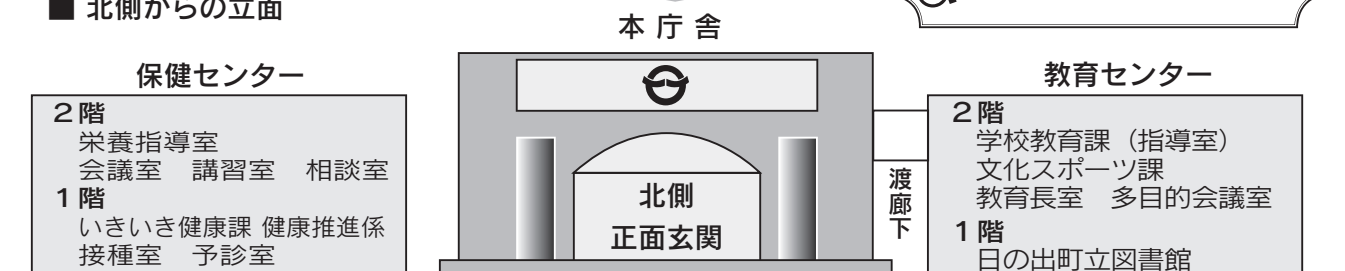 ■ 北側からの立面
本庁舎
保健センター
2階
栄養指導室
会議室 講習室 相談室
1階
いきいき健康課 健康推進係
接種室 予診室
北側
正面玄関
渡廊下
教育センター
2階
学校教育課（指導室）
文化スポーツ課
教育長室 多目的会議室
1階
日の出町立図書館